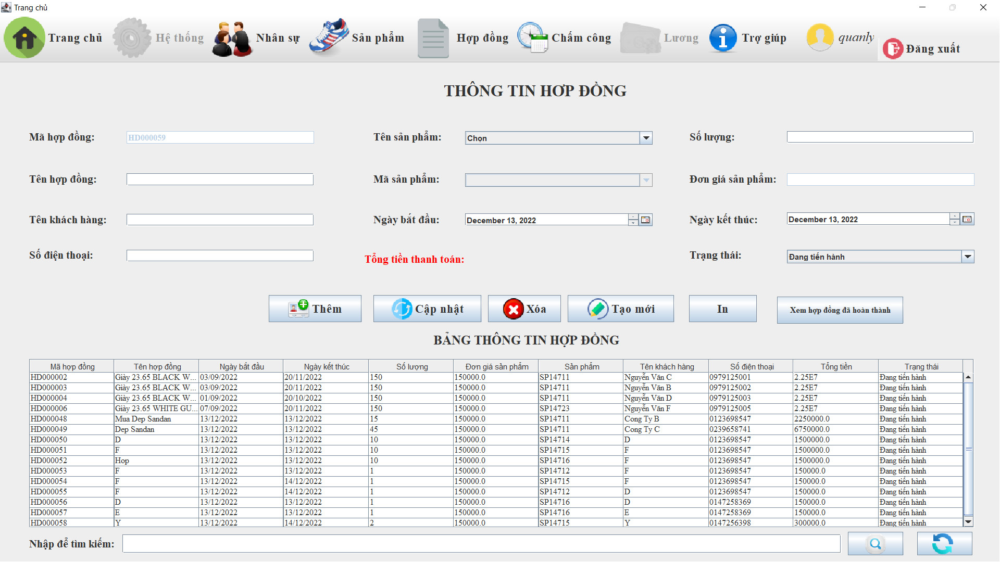 Trang chủ
Trang chủ Hệ thống Nhân sự Sản phẩm Hợp đồng Chấm công Lương Trợ giúp quanly Đăng xuất
THÔNG TIN HƠP ĐỒNG
Mã hợp đồng: HD000059 Tên sản phẩm: Chọn Số lượng:
Tên hợp đồng: Mã sản phẩm: Đơn giá sản phẩm:
Tên khách hàng: Ngày bắt đầu: December 13, 2022 Ngày kết thúc: December 13, 2022
Số điện thoại: Tổng tiền thanh toán: Trạng thái: Đang tiến hành
Thêm Cập nhật Xóa Tạo mới In Xem hợp đồng đã hoàn thành
BẢNG THÔNG TIN HỢP ĐỒNG
Mã hợp đồng Tên hợp đồng Ngày bắt đầu Ngày kết thúc Số lượng Đơn giá sản phẩm Sản phẩm Tên khách hàng Số điện thoại Tổng tiền Trạng thái
HD000002 Giày 23.65 BLACK W... 03/09/2022 20/11/2022 150 150000.0 SP14711 Nguyễn Văn C 0979125001 2.25E7 Đang tiến hành
HD000003 Giày 23.65 BLACK W... 03/09/2022 20/11/2022 150 150000.0 SP14711 Nguyễn Văn B 0979125002 2.25E7 Đang tiến hành
HD000004 Giày 23.65 BLACK W... 01/09/2022 20/10/2022 150 150000.0 SP14711 Nguyễn Văn D 0979125003 2.25E7 Đang tiến hành
HD000006 Giày 23.65 WHITE GU... 07/09/2022 20/11/2022 150 150000.0 SP14723 Nguyễn Văn F 0979125005 2.25E7 Đang tiến hành
HD000048 Mua Dep Sandan 13/12/2022 13/12/2022 15 150000.0 SP14711 Cong Ty B 0123698547 2250000.0 Đang tiến hành
HD000049 Dep Sandan 13/12/2022 13/12/2022 45 150000.0 SP14711 Cong Ty C 0239658741 6750000.0 Đang tiến hành
HD000050 D 13/12/2022 13/12/2022 10 150000.0 SP14714 D 0123698547 1500000.0 Đang tiến hành
HD000051 F 13/12/2022 13/12/2022 10 150000.0 SP14715 F 0123698547 1500000.0 Đang tiến hành
HD000052 Hop 13/12/2022 13/12/2022 10 150000.0 SP14716 F 0123698547 1500000.0 Đang tiến hành
HD000053 F 13/12/2022 13/12/2022 1 150000.0 SP14712 F 0123698547 150000.0 Đang tiến hành
HD000054 F 13/12/2022 14/12/2022 1 150000.0 SP14715 F 0123698547 150000.0 Đang tiến hành
HD000055 F 13/12/2022 14/12/2022 1 150000.0 SP14712 D 0123698547 150000.0 Đang tiến hành
HD000056 D 13/12/2022 13/12/2022 1 150000.0 SP14716 D 0147258369 150000.0 Đang tiến hành
HD000057 E 13/12/2022 13/12/2022 1 150000.0 SP14716 E 0147258369 150000.0 Đang tiến hành
HD000058 Y 13/12/2022 14/12/2022 2 150000.0 SP14715 Y 0147256398 300000.0 Đang tiến hành
Nhập để tìm kiếm: